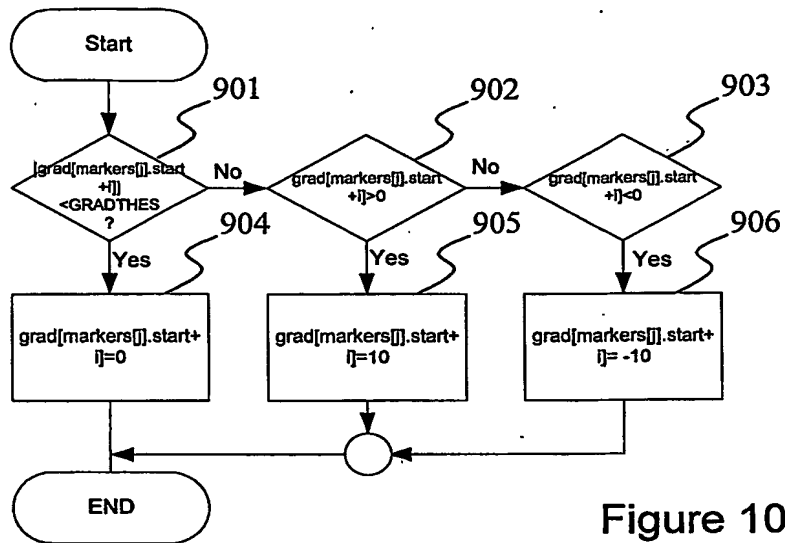 Start
901
902
903
|grad[markers[j].start
+i]|
<GRADTHES
?
No
grad[markers[j].start
+i]>0
No
grad[markers[j].start
+i]<0
904
905
906
Yes
Yes
Yes
grad[markers[j].start+
i]=0
grad[markers[j].start+
i]=10
grad[markers[j].start+
i]= -10
END
Figure 10